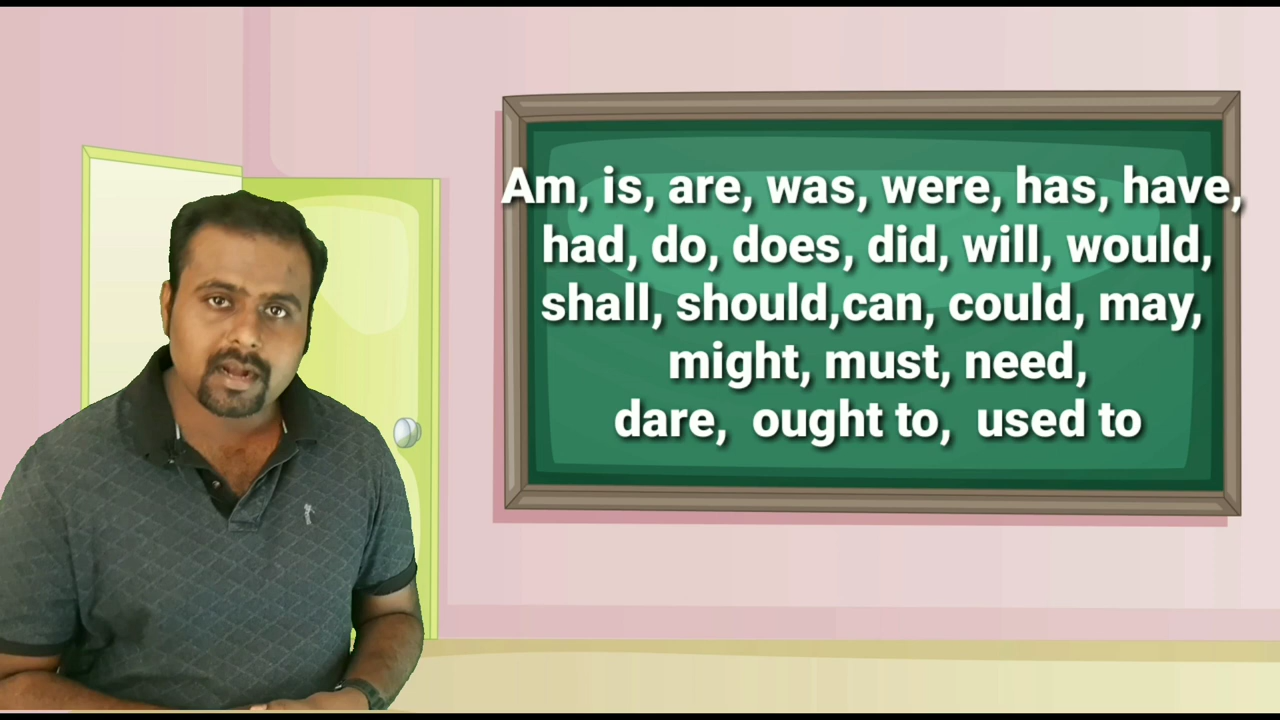 Am, is, are, was, were, has, have,
had, do, does, did, will, would,
shall, should,can, could, may,
might, must, need,
dare,  ought to,  used to